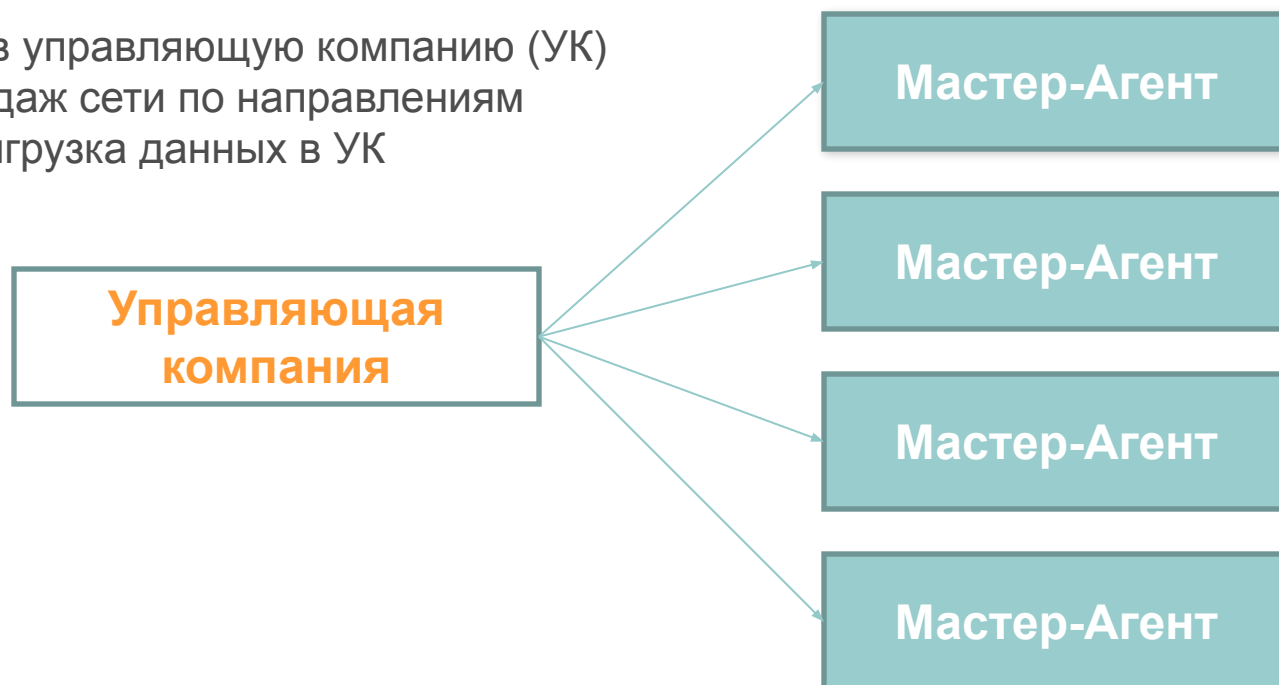 в управляющую компанию (УК)
даж сети по направлениям
грузка данных в УК
Мастер-Агент
Мастер-Агент
Управляющая
компания
Мастер-Агент
Мастер-Агент